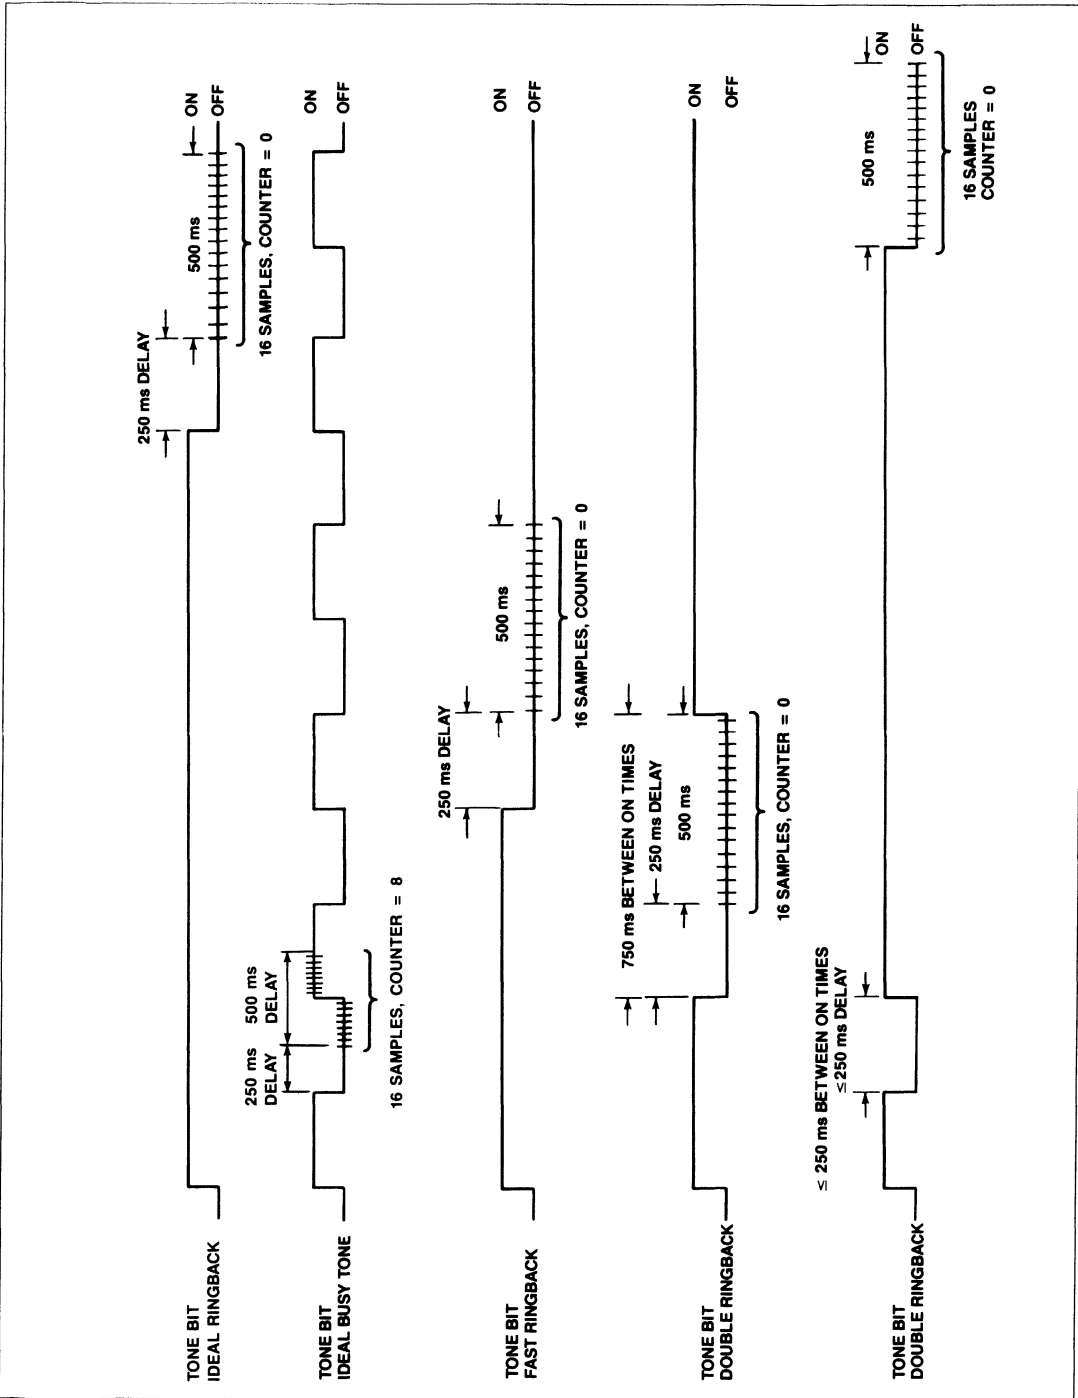 TONE BIT
IDEAL RINGBACK
250 ms DELAY
500 ms
ON
OFF
16 SAMPLES, COUNTER = 0
TONE BIT
IDEAL BUSY TONE
250 ms
DELAY
500 ms
DELAY
16 SAMPLES, COUNTER = 8
ON
OFF
TONE BIT
FAST RINGBACK
250 ms DELAY
500 ms
16 SAMPLES, COUNTER = 0
ON
OFF
TONE BIT
DOUBLE RINGBACK
750 ms BETWEEN ON TIMES
250 ms DELAY
500 ms
16 SAMPLES, COUNTER = 0
ON
OFF
TONE BIT
DOUBLE RINGBACK
≤ 250 ms BETWEEN ON TIMES
≤250 ms DELAY
500 ms
ON
OFF
16 SAMPLES
COUNTER = 0